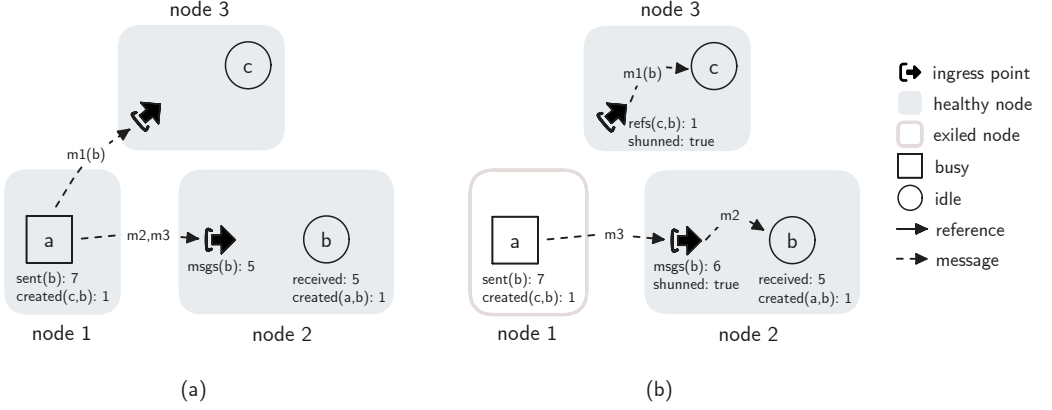 node 3
c
m1(b)
a
m2,m3
b
msgs(b): 5
sent(b): 7
created(c,b): 1
received: 5
created(a,b): 1
node 1
node 2
(a)
node 3
c
m1(b)
refs(c,b): 1
shunned: true
a
m3
m2
b
msgs(b): 6
shunned: true
sent(b): 7
created(c,b): 1
received: 5
created(a,b): 1
node 1
node 2
(b)
ingress point
healthy node
exiled node
busy
idle
reference
message